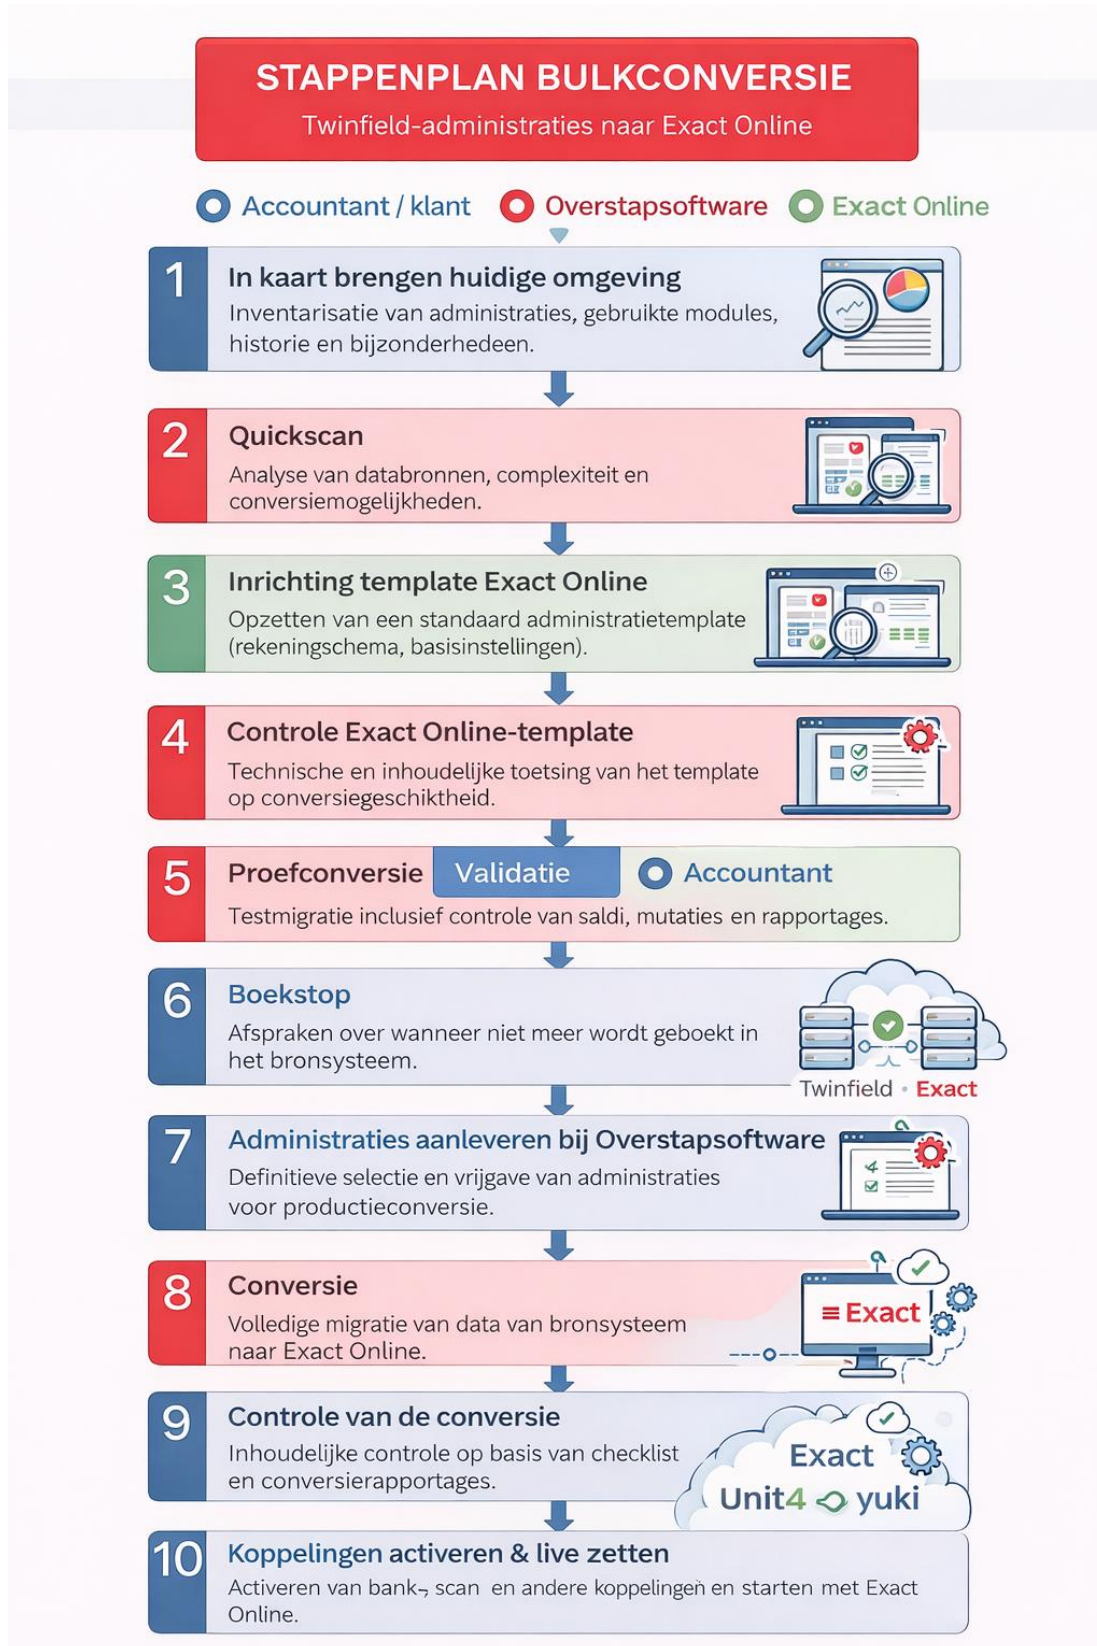 STAPPENPLAN BULKCONVERSIE
Twinfield-administraties naar Exact Online
Accountant / klant
Overstapsoftware
Exact Online
1
In kaart brengen huidige omgeving
Inventarisatie van administraties, gebruikte modules,
historie en bijzonderhedeen.
2
Quickscan
Analyse van databronnen, complexiteit en
conversiemogelijkheden.
3
Inrichting template Exact Online
Opzetten van een standaard administratietemplate
(rekeningschema, basisinstellingen).
4
Controle Exact Online-template
Technische en inhoudelijke toetsing van het template
op conversiegeschiktheid.
5
Proefconversie Validatie Accountant
Testmigratie inclusief controle van saldi, mutaties en rapportages.
6
Boekstop
Afspraken over wanneer niet meer wordt geboekt in
het bronsysteem.
Twinfield • Exact
7
Administraties aanleveren bij Overstapsoftware
Definitieve selectie en vrijgave van administraties
voor productieconversie.
8
Conversie
Volledige migratie van data van bronsysteem
naar Exact Online.
Exact
9
Controle van de conversie
Inhoudelijke controle op basis van checklist
en conversierapportages.
Exact
Unit4 yuki
10
Koppelingen activeren & live zetten
Activeren van bank-, scan en andere koppelingen en starten met Exact
Online.